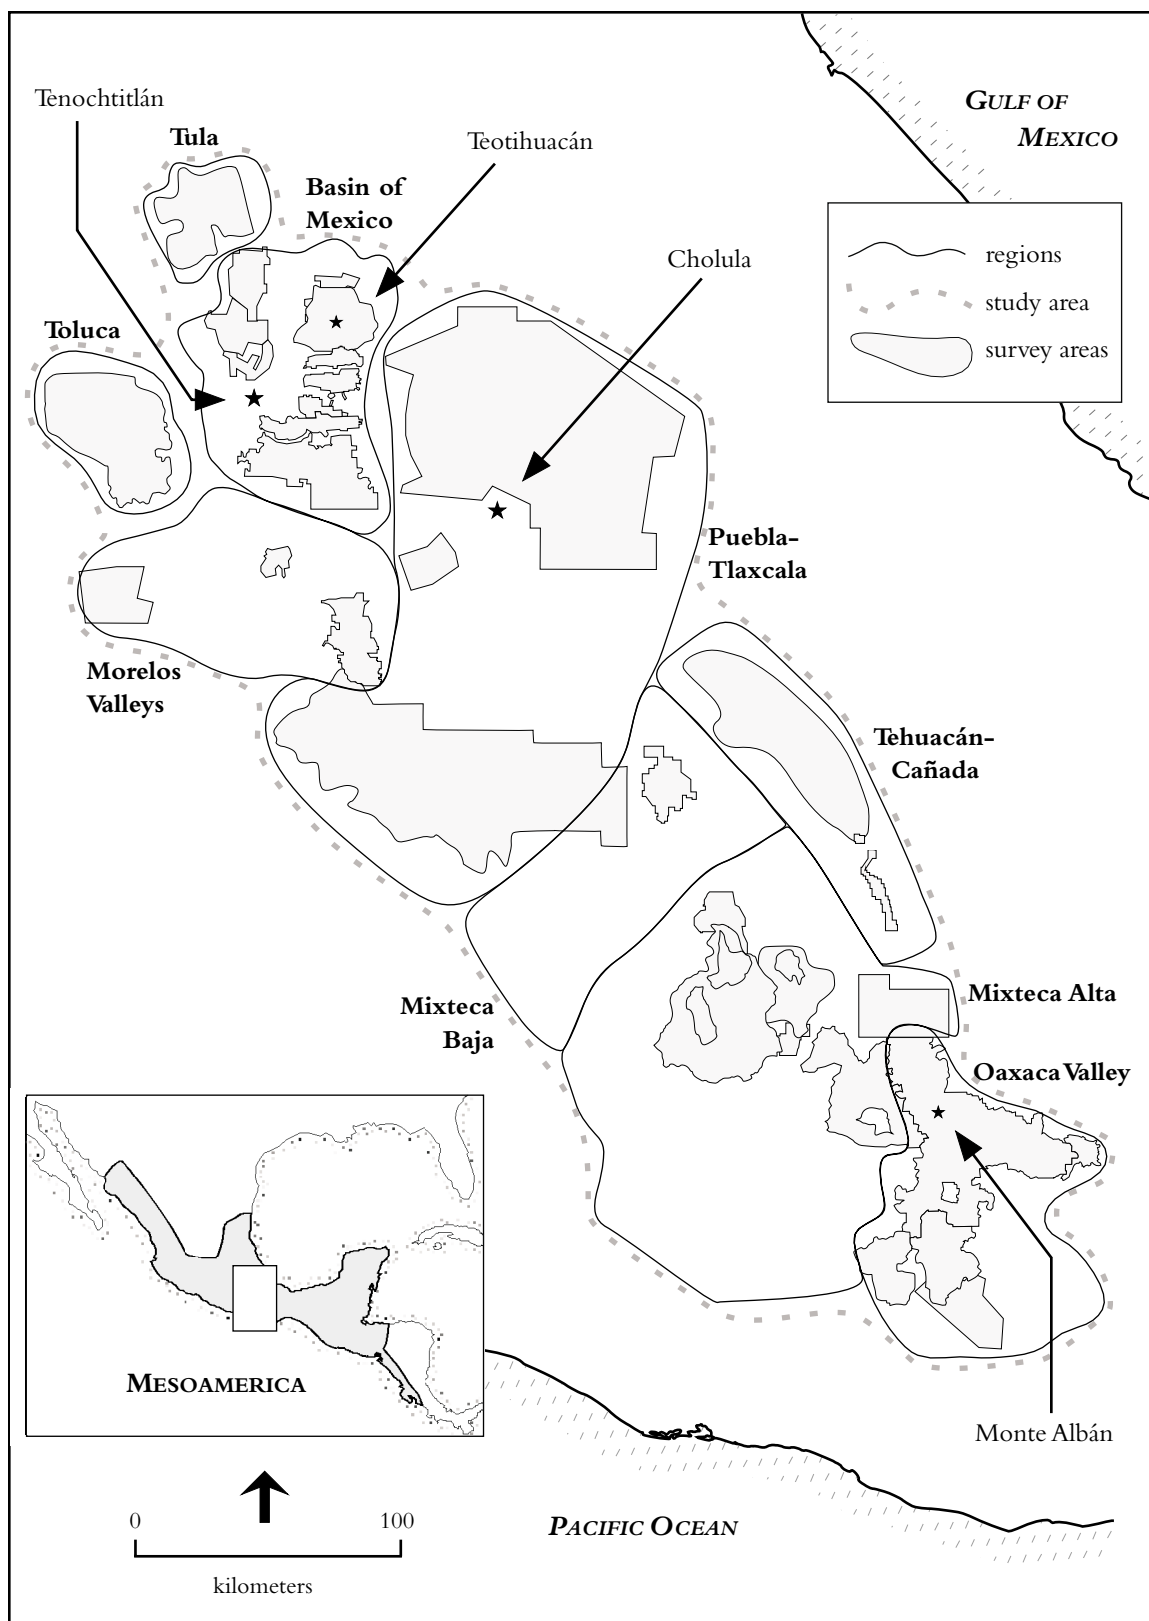 GULF OF
MEXICO
Tenochtitlán
Tula
Teotihuacán
Basin of
Mexico
Cholula
regions
study area
survey areas
Toluca
Puebla-
Tlaxcala
Morelos
Valleys
Tehuacán-
Cañada
Mixteca
Baja
Mixteca Alta
Oaxaca Valley
MESOAMERICA
Monte Albán
0 100
kilometers
PACIFIC OCEAN